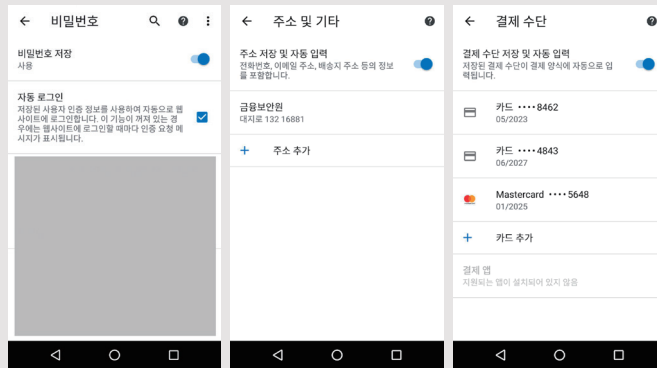 비밀번호
비밀번호 저장
사용
자동 로그인
저장된 사용자 인증 정보를 사용하여 자동으로 웹
사이트에 로그인합니다. 이 기능이 꺼져 있는 경
우에는 웹사이트에 로그인할 때마다 인증 요청 메
시지가 표시됩니다.
주소 및 기타
주소 저장 및 자동 입력
전화번호, 이메일 주소, 배송지 주소 등의 정보
를 포함합니다.
금융보안원
대지로 132 16881
+ 주소 추가
결제 수단
결제 수단 저장 및 자동 입력
저장된 결제 수단이 결제 양식에 자동으로 입
력됩니다.
카드 ····8462
05/2023
카드 ····4843
06/2027
Mastercard ····5648
01/2025
+ 카드 추가
결제 앱
지원되는 앱이 설치되어 있지 않음